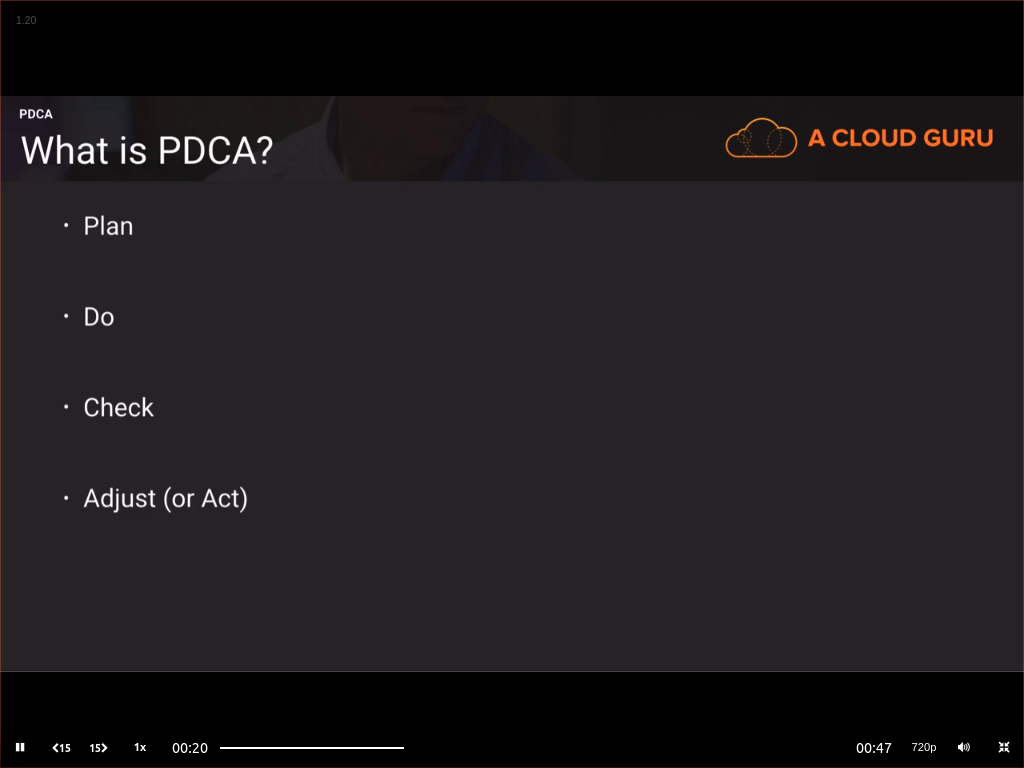 1.20
PDCA
What is PDCA?
A CLOUD GURU
• Plan
• Do
• Check
• Adjust (or Act)
15 15 1x 00:20 00:47 720p